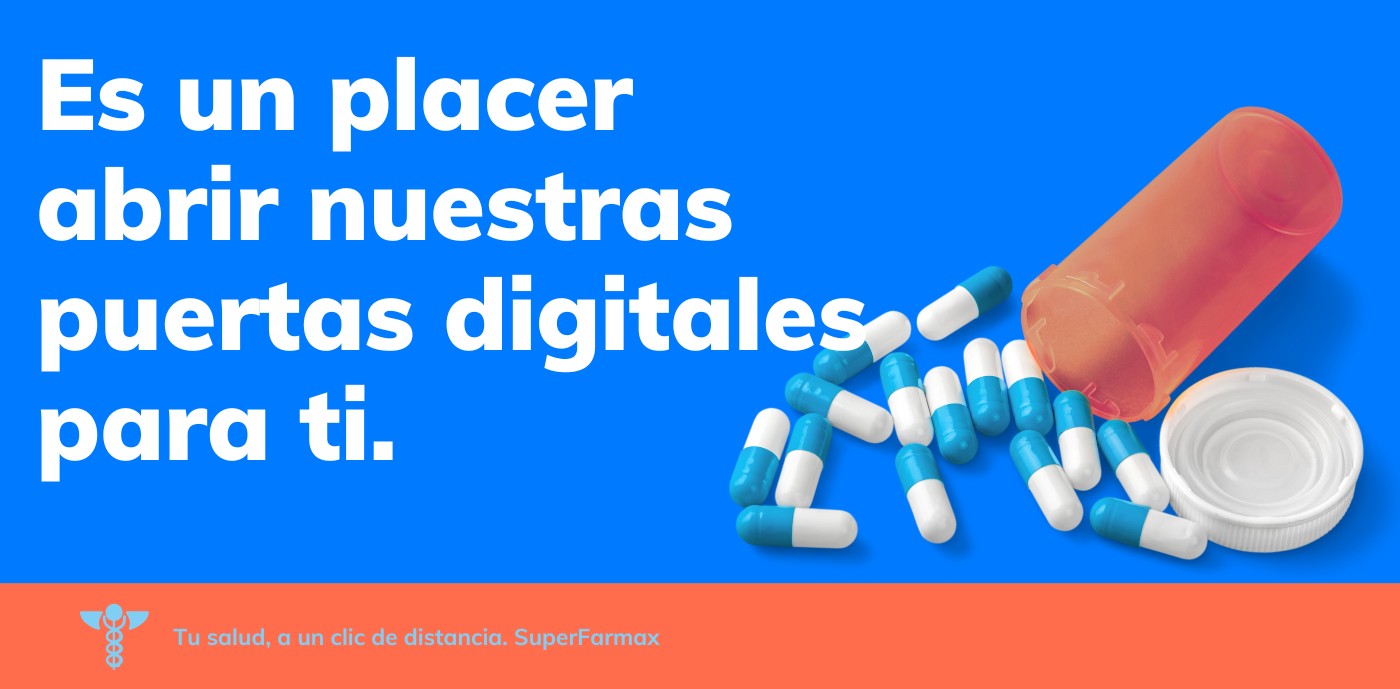 Es un placer
abrir nuestras
puertas digitales
para ti.
Tu salud, a un clic de distancia. SuperFarmax